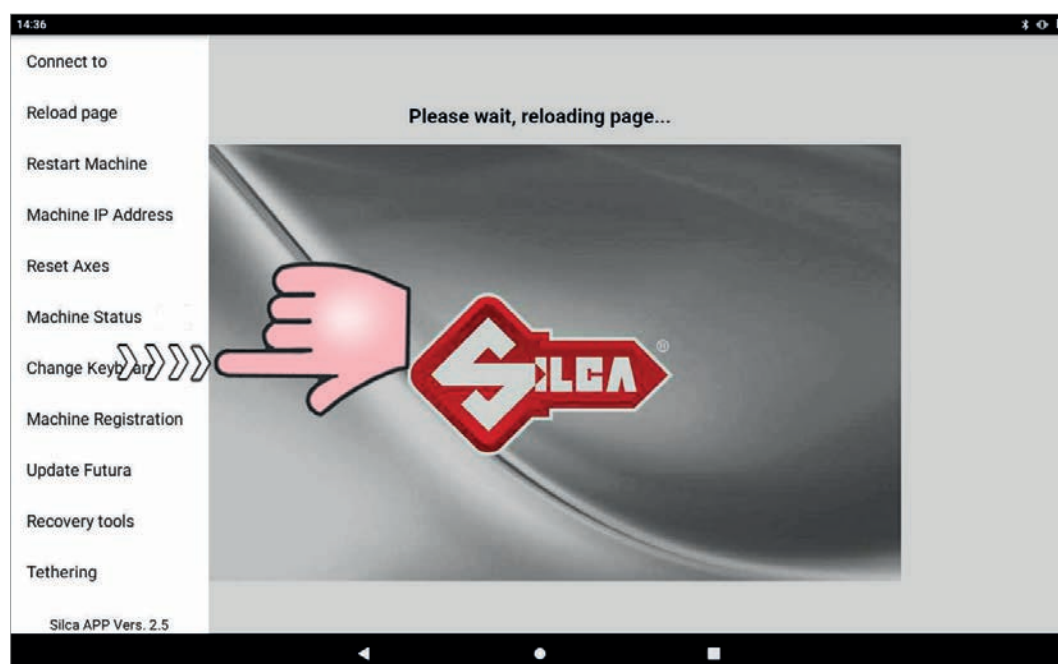 14:36
Connect to
Reload page
Restart Machine
Machine IP Address
Reset Axes
Machine Status
Change
Machine Registration
Update Futura
Recovery tools
Tethering
Silca APP Vers. 2.5
Please wait, reloading page...
SILCA
®